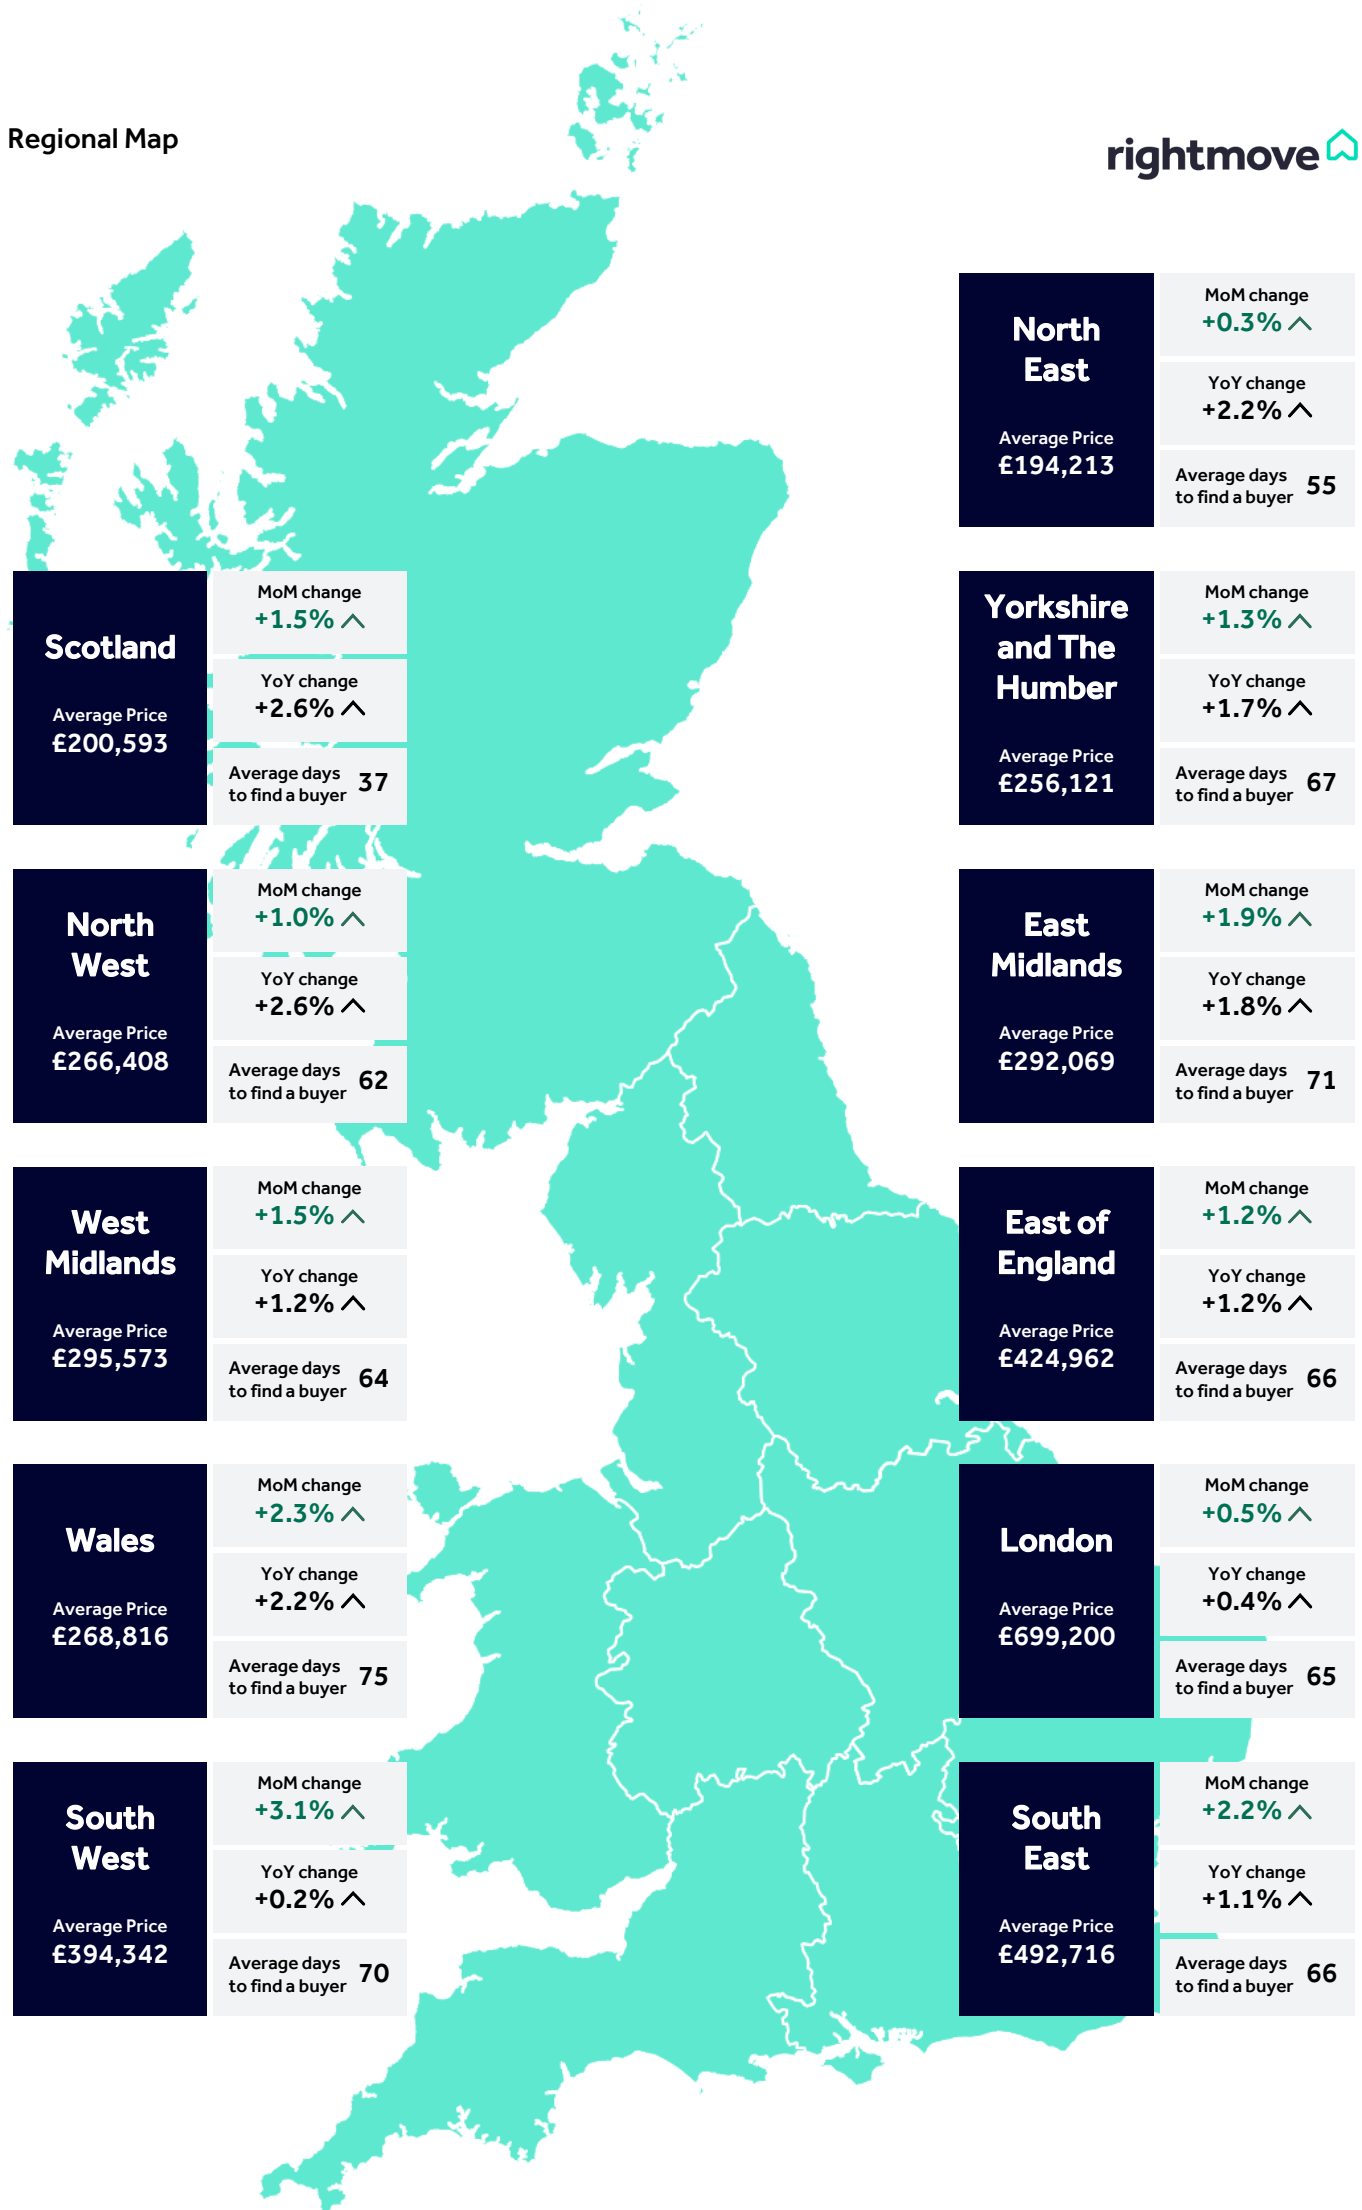 Regional Map
rightmove
North
East
Average Price
£194,213
MoM change
+0.3%
YoY change
+2.2%
Average days
to find a buyer
55
Scotland
Average Price
£200,593
MoM change
+1.5%
YoY change
+2.6%
Average days
to find a buyer
37
Yorkshire
and The
Humber
Average Price
£256,121
MoM change
+1.3%
YoY change
+1.7%
Average days
to find a buyer
67
North
West
Average Price
£266,408
MoM change
+1.0%
YoY change
+2.6%
Average days
to find a buyer
62
East
Midlands
Average Price
£292,069
MoM change
+1.9%
YoY change
+1.8%
Average days
to find a buyer
71
West
Midlands
Average Price
£295,573
MoM change
+1.5%
YoY change
+1.2%
Average days
to find a buyer
64
East of
England
Average Price
£424,962
MoM change
+1.2%
YoY change
+1.2%
Average days
to find a buyer
66
Wales
Average Price
£268,816
MoM change
+2.3%
YoY change
+2.2%
Average days
to find a buyer
75
London
Average Price
£699,200
MoM change
+0.5%
YoY change
+0.4%
Average days
to find a buyer
65
South
West
Average Price
£394,342
MoM change
+3.1%
YoY change
+0.2%
Average days
to find a buyer
70
South
East
Average Price
£492,716
MoM change
+2.2%
YoY change
+1.1%
Average days
to find a buyer
66